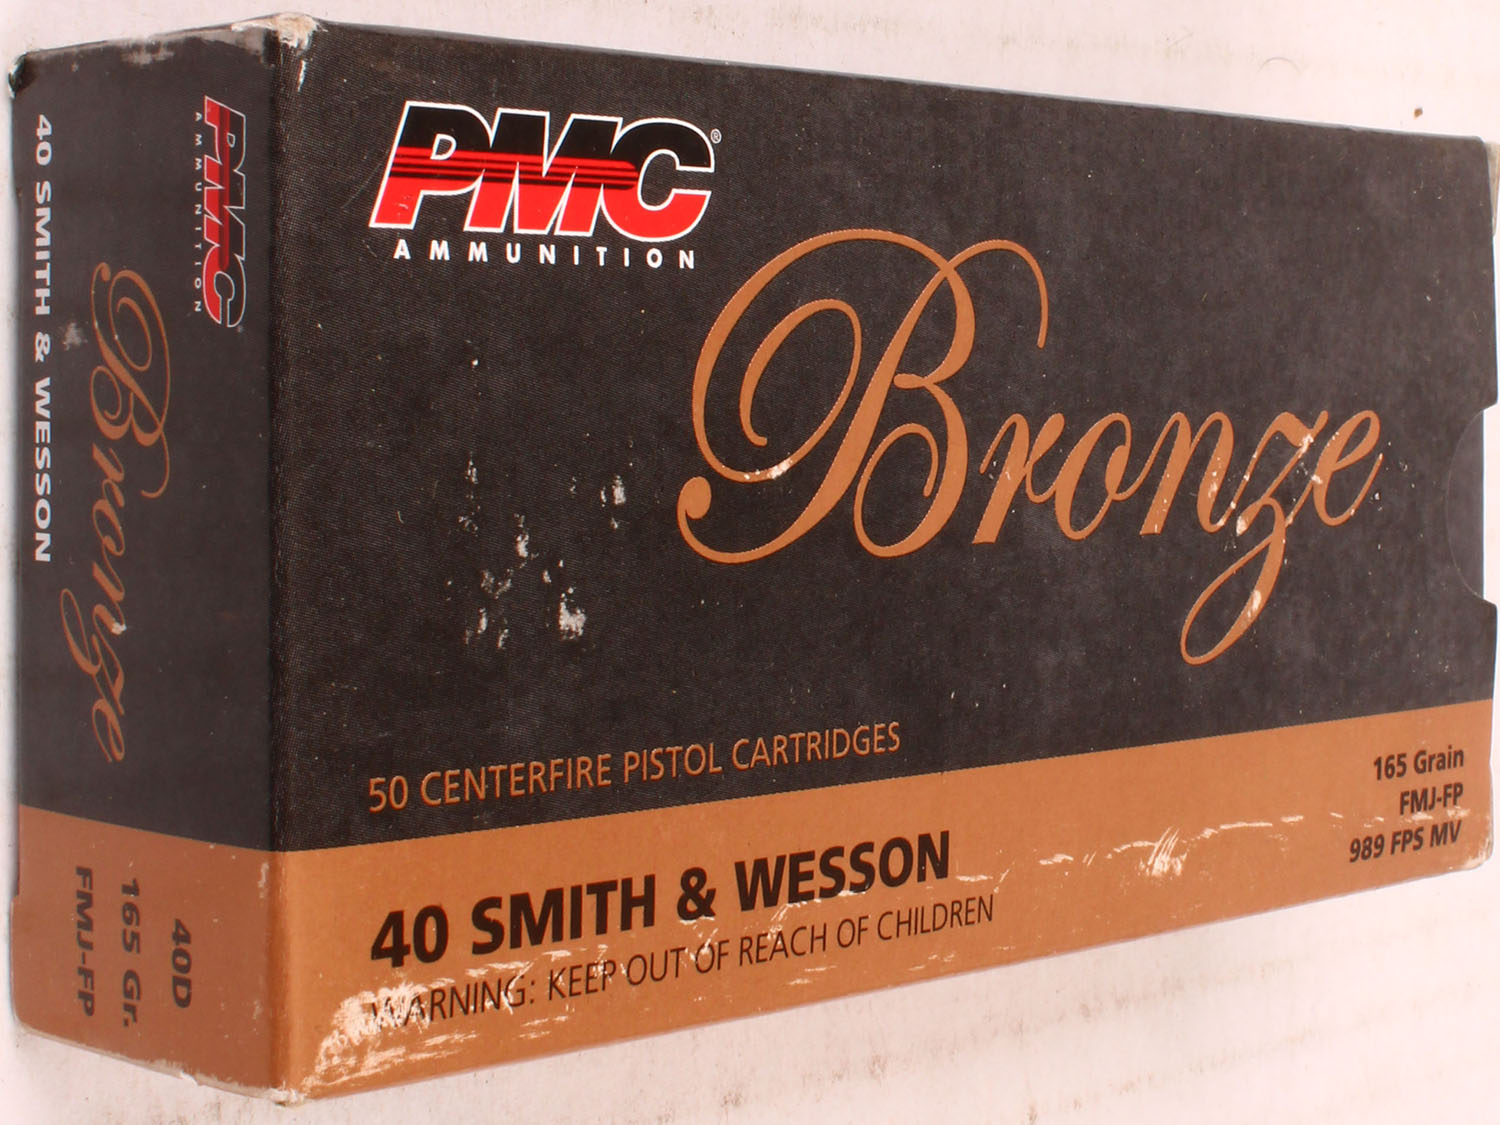 PMC®
AMMUNITION
Bronze
50 CENTERFIRE PISTOL CARTRIDGES
40 SMITH & WESSON
WARNING: KEEP OUT OF REACH OF CHILDREN
165 Grain
FMJ-FP
989 FPS MV
PMC®
AMMUNITION
Bronze
40 SMITH & WESSON
40D
165 Gr.
FMJ-FP